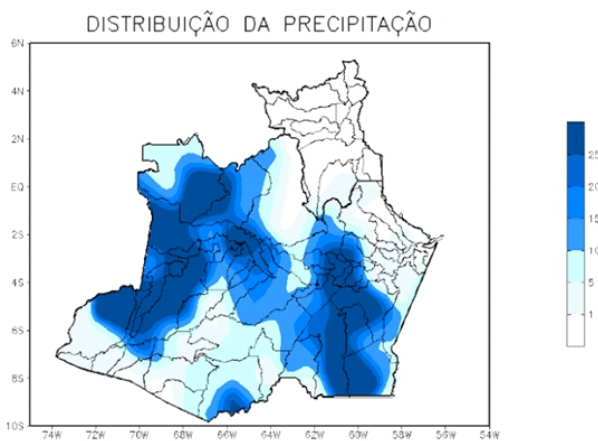 DISTRIBUIÇÃO DA PRECIPITAÇÃO
6N
4N
2N
EQ
2S
4S
6S
8S
10S
74W 72W 70W 68W 66W 64W 62W 60W 58W 56W 54W
25
20
15
10
5
1